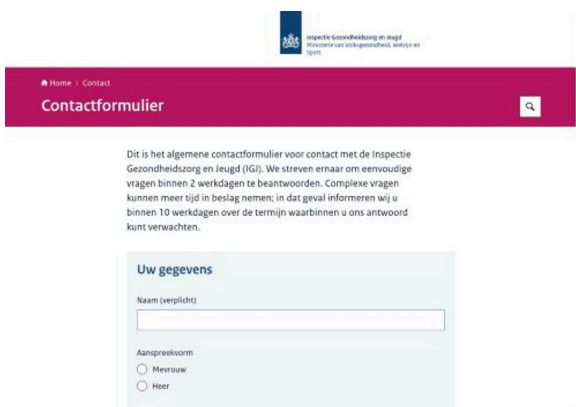 Inspectie Gezondheidszorg en Jeugd
Ministerie van Volksgezondheid, Welzijn en
Sport
Home › Contact
Contactformulier
Dit is het algemene contactformulier voor contact met de Inspectie
Gezondheidszorg en Jeugd (IGJ). We streven ernaar om eenvoudige
vragen binnen 2 werkdagen te beantwoorden. Complexe vragen
kunnen meer tijd in beslag nemen; in dat geval informeren wij u
binnen 10 werkdagen over de termijn waarbinnen u ons antwoord
kunt verwachten.
Uw gegevens
Naam (verplicht)
Aanspreekvorm
Mevrouw
Heer